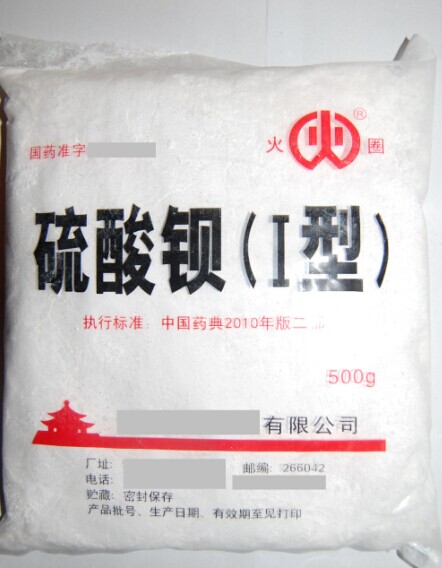 火 ® 圈
国药准字
硫酸钡(I型)
执行标准: 中国药典2010年版二部
500g
有限公司
厂址: 邮编: 266042
电话:
贮藏: 密封保存
产品批号、生产日期、有效期至见打印